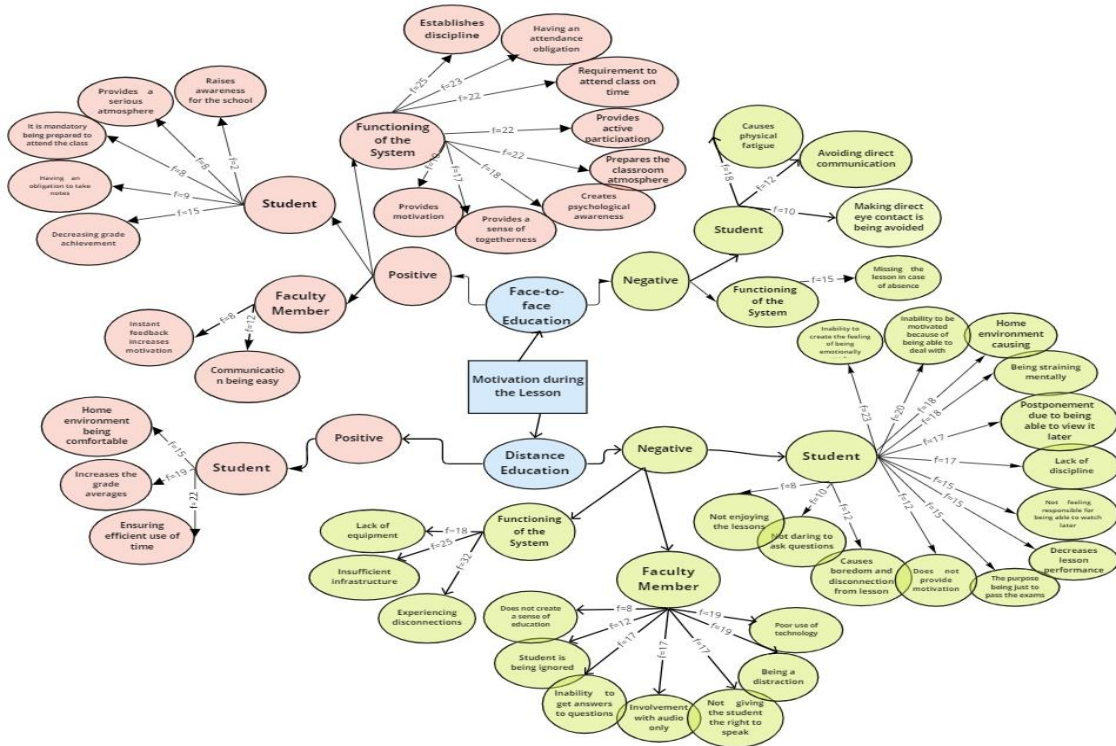 Establishes
discipline
Having an
attendance
obligation
Requirement to
attend class on
time
Provides
active
participation
Prepares the
classroom
atmosphere
Creates
psychological
awareness
Provides a
sense of
togetherness
Provides
motivation
Functioning
of the
System
f=25
f=23
f=22
f=22
f=22
f=18
f=17
Raises
awareness
for the school
Provides a
serious
atmosphere
It is mandatory
being prepared to
attend the class
Having an
obligation to take
notes
Decreasing grade
achievement
f=2
f=8
f=8
f=9
f=15
Student
Positive
Faculty
Member
f=8
f=12
Instant
feedback
increases
motivation
Communicatio
n being easy
Face-to-
face
Education
Negative
Student
Causes
physical
fatigue
Avoiding direct
communication
Making direct
eye contact is
being avoided
f=18
f=12
f=10
Functioning
of the
System
f=15
Missing the
lesson in case
of absence
Motivation during
the Lesson
Distance
Education
Positive
Student
Home
environment
being
comfortable
Increases the
grade
averages
Ensuring
efficient use of
time
f=15
f=19
f=22
Negative
Student
Inability to
create the feeling
of being
emotionally
Inability to be
motivated because
of being able to
deal with
Home
environment
causing
Being straining
mentally
Postponement
due to being
able to view it
later
Lack of
discipline
Not feeling
responsible for
being able to watch
later
Decreases
lesson
performance
The purpose
being just to
pass the exams
Does not
provide
motivation
Causes
boredom and
disconnection
from lesson
Not daring to
ask questions
Not enjoying
the lessons
f=23
f=20
f=18
f=18
f=17
f=17
f=15
f=15
f=15
f=12
f=12
f=10
f=8
Functioning
of the
System
Lack of
equipment
Insufficient
infrastructure
Experiencing
disconnections
f=18
f=25
f=32
Faculty
Member
Does not create
a sense of
education
Student is
being ignored
Inability to
get answers
to questions
Involvement
with audio
only
Not giving
the student
the right to
speak
Being a
distraction
Poor use of
technology
f=8
f=12
f=17
f=17
f=17
f=19
f=19